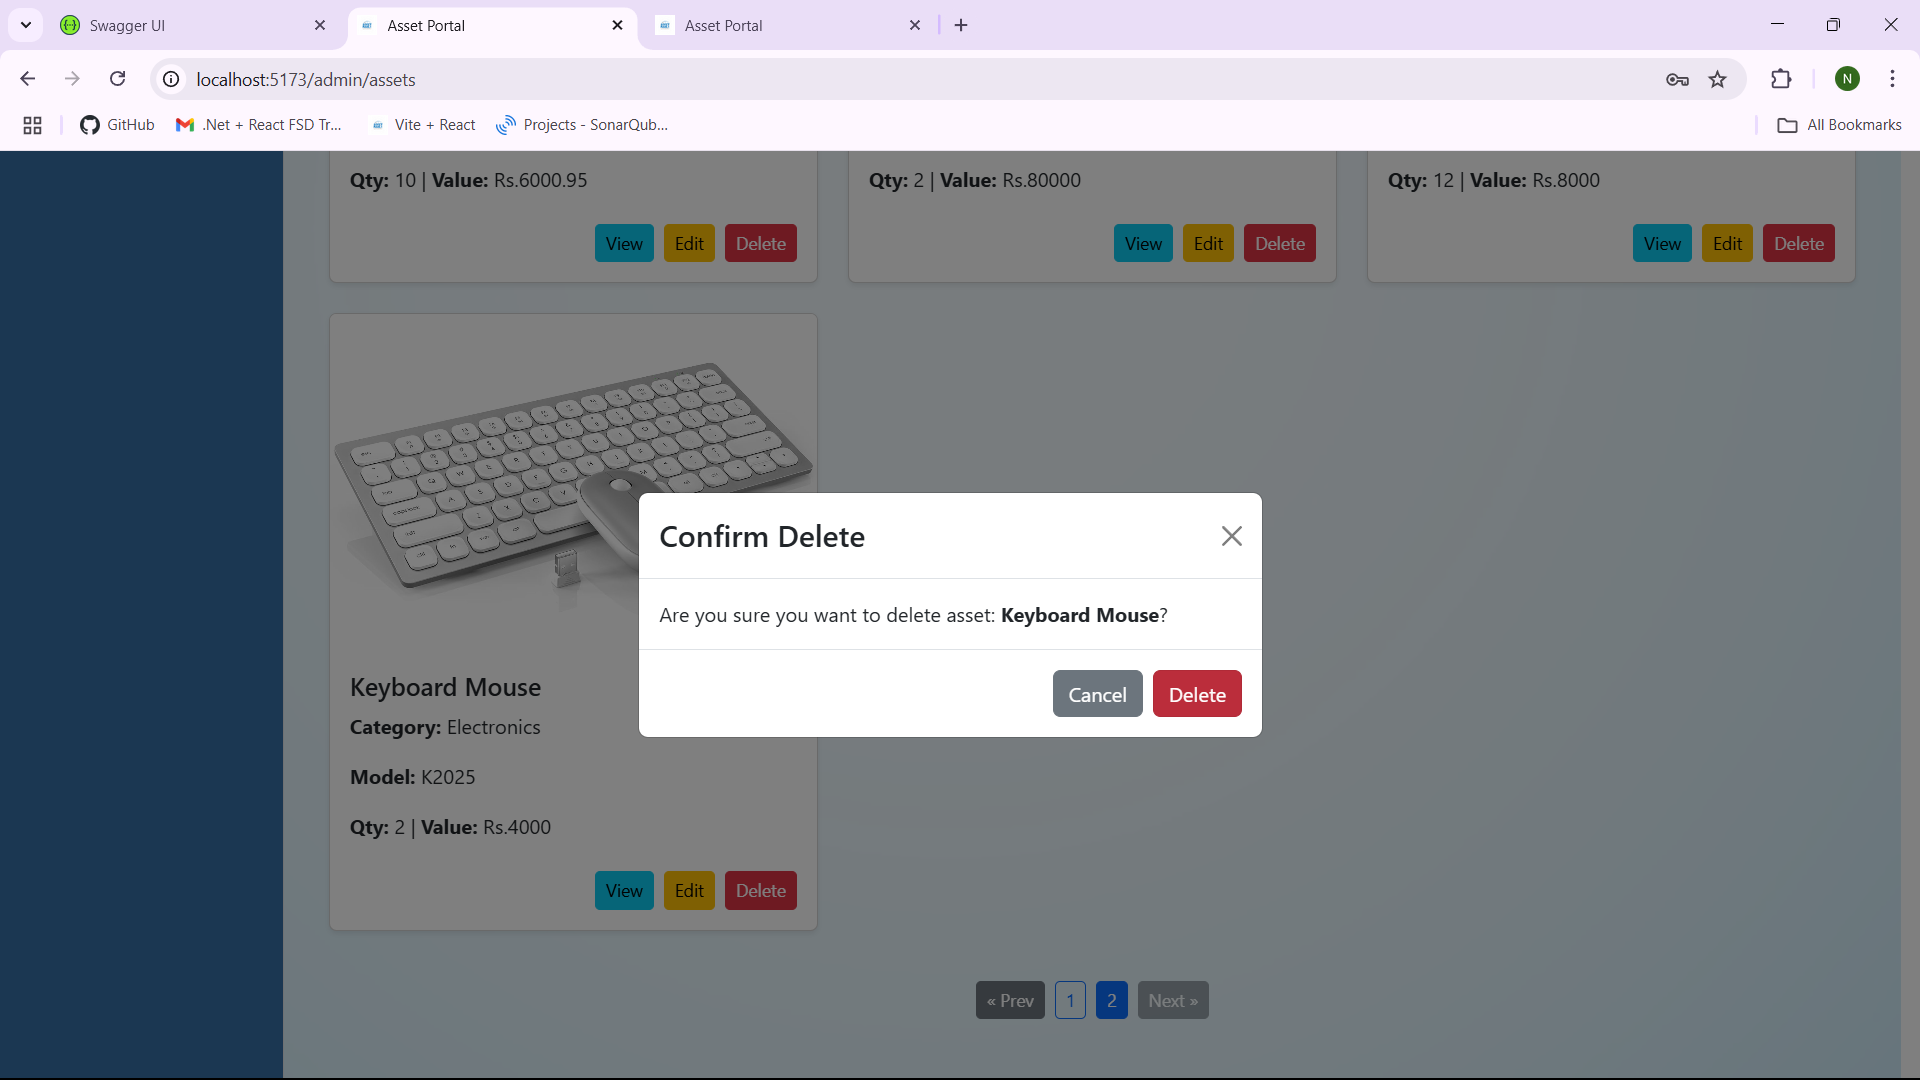 Swagger UI
Asset Portal
Asset Portal
localhost:5173/admin/assets
N
GitHub
.Net + React FSD Tr...
Vite + React
Projects - SonarQub...
All Bookmarks
Qty: 10 | Value: Rs.6000.95
View Edit Delete
Qty: 2 | Value: Rs.80000
View Edit Delete
Qty: 12 | Value: Rs.8000
View Edit Delete
Confirm Delete
Are you sure you want to delete asset: Keyboard Mouse?
Cancel Delete
Keyboard Mouse
Category: Electronics
Model: K2025
Qty: 2 | Value: Rs.4000
View Edit Delete
« Prev 1 2 Next »